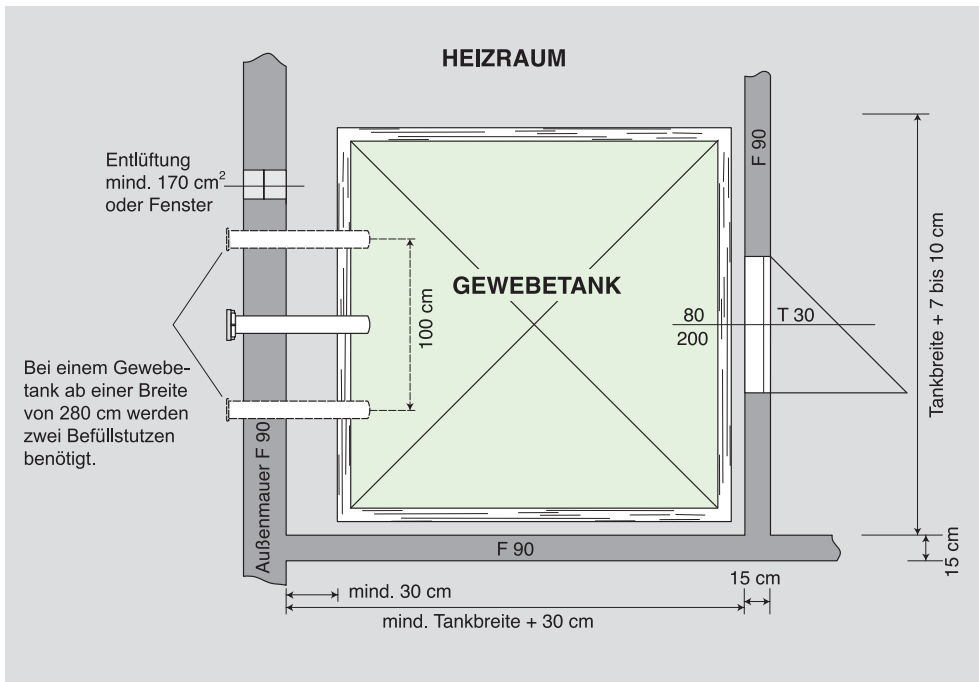 HEIZRAUM
Entlüftung
mind. 170 cm²
oder Fenster
F 90
GEWEBETANK
100 cm
80
200
T 30
Tankbreite + 7 bis 10 cm
Bei einem Gewebe-
tank ab einer Breite
von 280 cm werden
zwei Befüllstutzen
benötigt.
Außenmauer F 90
F 90
15 cm
15 cm
mind. 30 cm
mind. Tankbreite + 30 cm